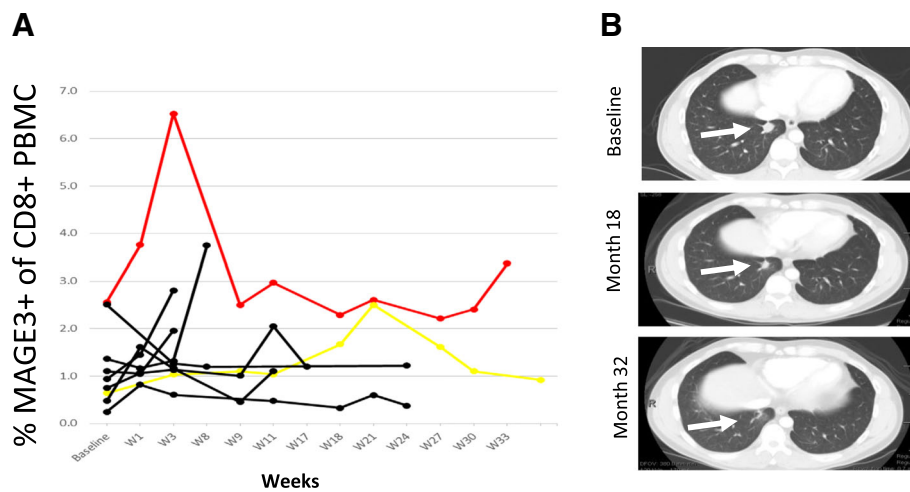 A
% MAGE3+ of CD8+ PBMC
7.0
6.0
5.0
4.0
3.0
2.0
1.0
0.0
Baseline
W1
W3
W8
W9
W11
W17
W18
W21
W24
W27
W30
W33
Weeks
B
Baseline
Month 18
R
Month 32
R